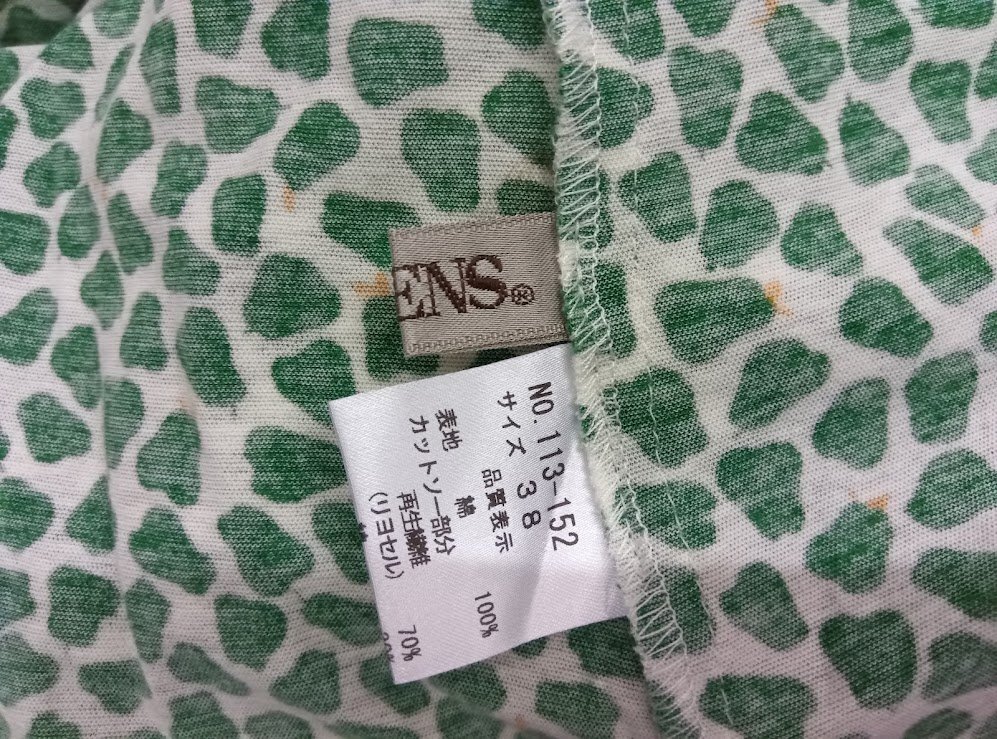 ENS®
NO. 113-152
サイズ 38
品質表示
表地 綿 100%
カットソー部分
再生繊維
(リヨセル) 70%